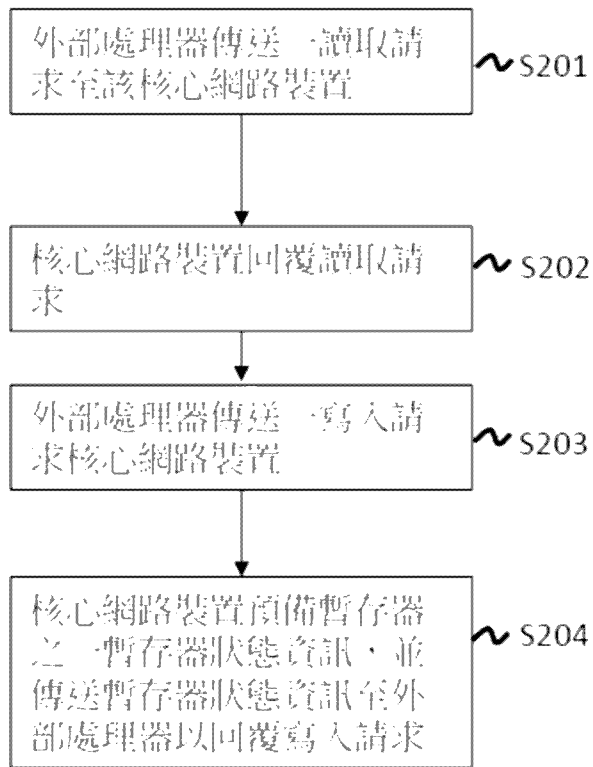 外部處理器傳送一讀取請
求至該核心網路裝置
S201
核心網路裝置回覆讀取請
求
S202
外部處理器傳送一寫入請
求核心網路裝置
S203
核心網路裝置預備暫存器
之一暫存器狀態資訊，並
傳送暫存器狀態資訊至外
部處理器以回覆寫入請求
S204